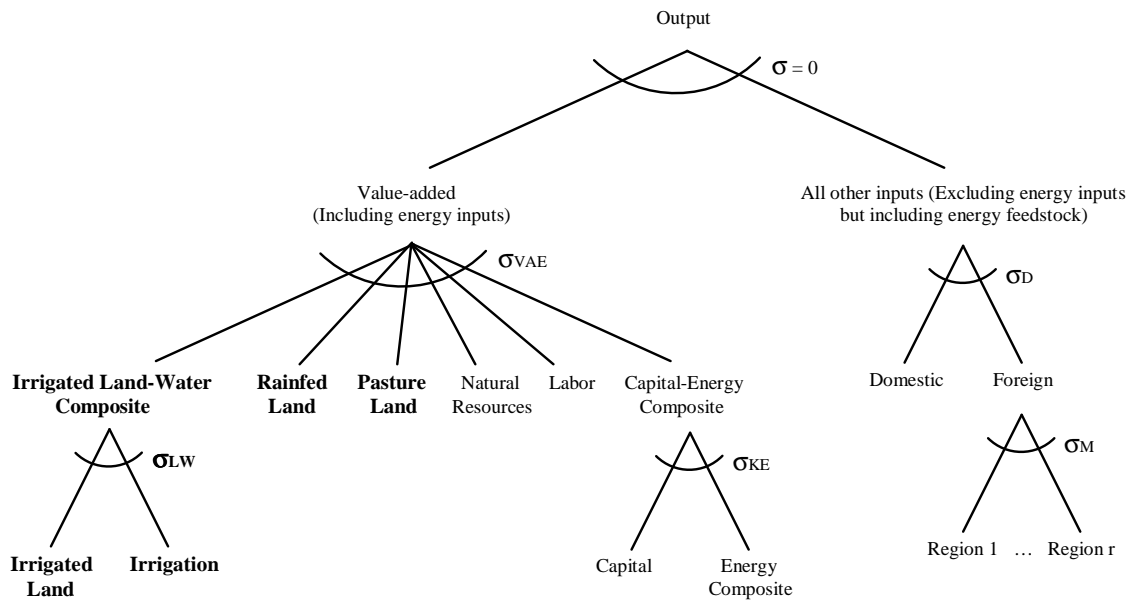 Output
σ = 0
Value-added
(Including energy inputs)
All other inputs (Excluding energy inputs
but including energy feedstock)
σVAE
σD
Irrigated Land-Water
Composite
Rainfed
Land
Pasture
Land
Natural
Resources
Labor
Capital-Energy
Composite
Domestic
Foreign
σLW
σKE
σM
Irrigated
Land
Irrigation
Capital
Energy
Composite
Region 1 … Region r